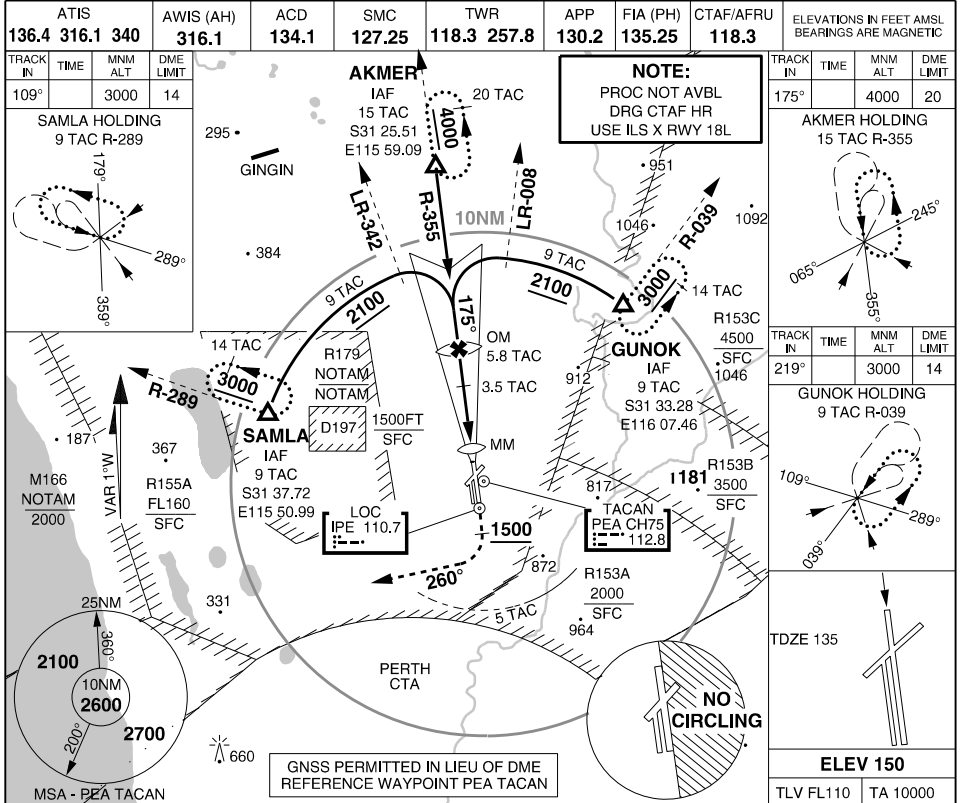 ATIS
136.4 316.1 340
AWIS (AH)
316.1
ACD
134.1
SMC
127.25
TWR
118.3 257.8
APP
130.2
FIA (PH)
135.25
CTAF/AFRU
118.3
ELEVATIONS IN FEET AMSL
BEARINGS ARE MAGNETIC
TRACK IN
TIME
MNM ALT
DME LIMIT
109°
3000
14
SAMLA HOLDING
9 TAC R-289
179°
289°
359°
AKMER
IAF
15 TAC
S31 25.51
E115 59.09
20 TAC
4000
NOTE:
PROC NOT AVBL
DRG CTAF HR
USE ILS X RWY 18L
TRACK IN
TIME
MNM ALT
DME LIMIT
175°
4000
20
AKMER HOLDING
15 TAC R-355
245°
065°
355°
295
GINGIN
384
LR-342
R-355
LR-008
10NM
951
1046
R-039
1092
9 TAC
2100
9 TAC
2100
3000
14 TAC
175°
OM
5.8 TAC
3.5 TAC
MM
GUNOK
IAF
9 TAC
S31 33.28
E116 07.46
912
R153C
4500
SFC
1046
TRACK IN
TIME
MNM ALT
DME LIMIT
219°
3000
14
GUNOK HOLDING
9 TAC R-039
109°
289°
039°
14 TAC
3000
R-289
SAMLA
IAF
9 TAC
S31 37.72
E115 50.99
R179
NOTAM
NOTAM
D197
1500FT
SFC
187
M166
NOTAM
2000
VAR 1°W
367
R155A
FL160
SFC
LOC
IPE 110.7
TACAN
PEA CH75
112.8
817
1181
R153B
3500
SFC
1500
260°
872
R153A
2000
SFC
5 TAC
964
331
25NM
360°
2100
10NM
2600
2700
200°
MSA - PEA TACAN
660
PERTH
CTA
GNSS PERMITTED IN LIEU OF DME
REFERENCE WAYPOINT PEA TACAN
NO
CIRCLING
TDZE 135
ELEV 150
TLV FL110
TA 10000